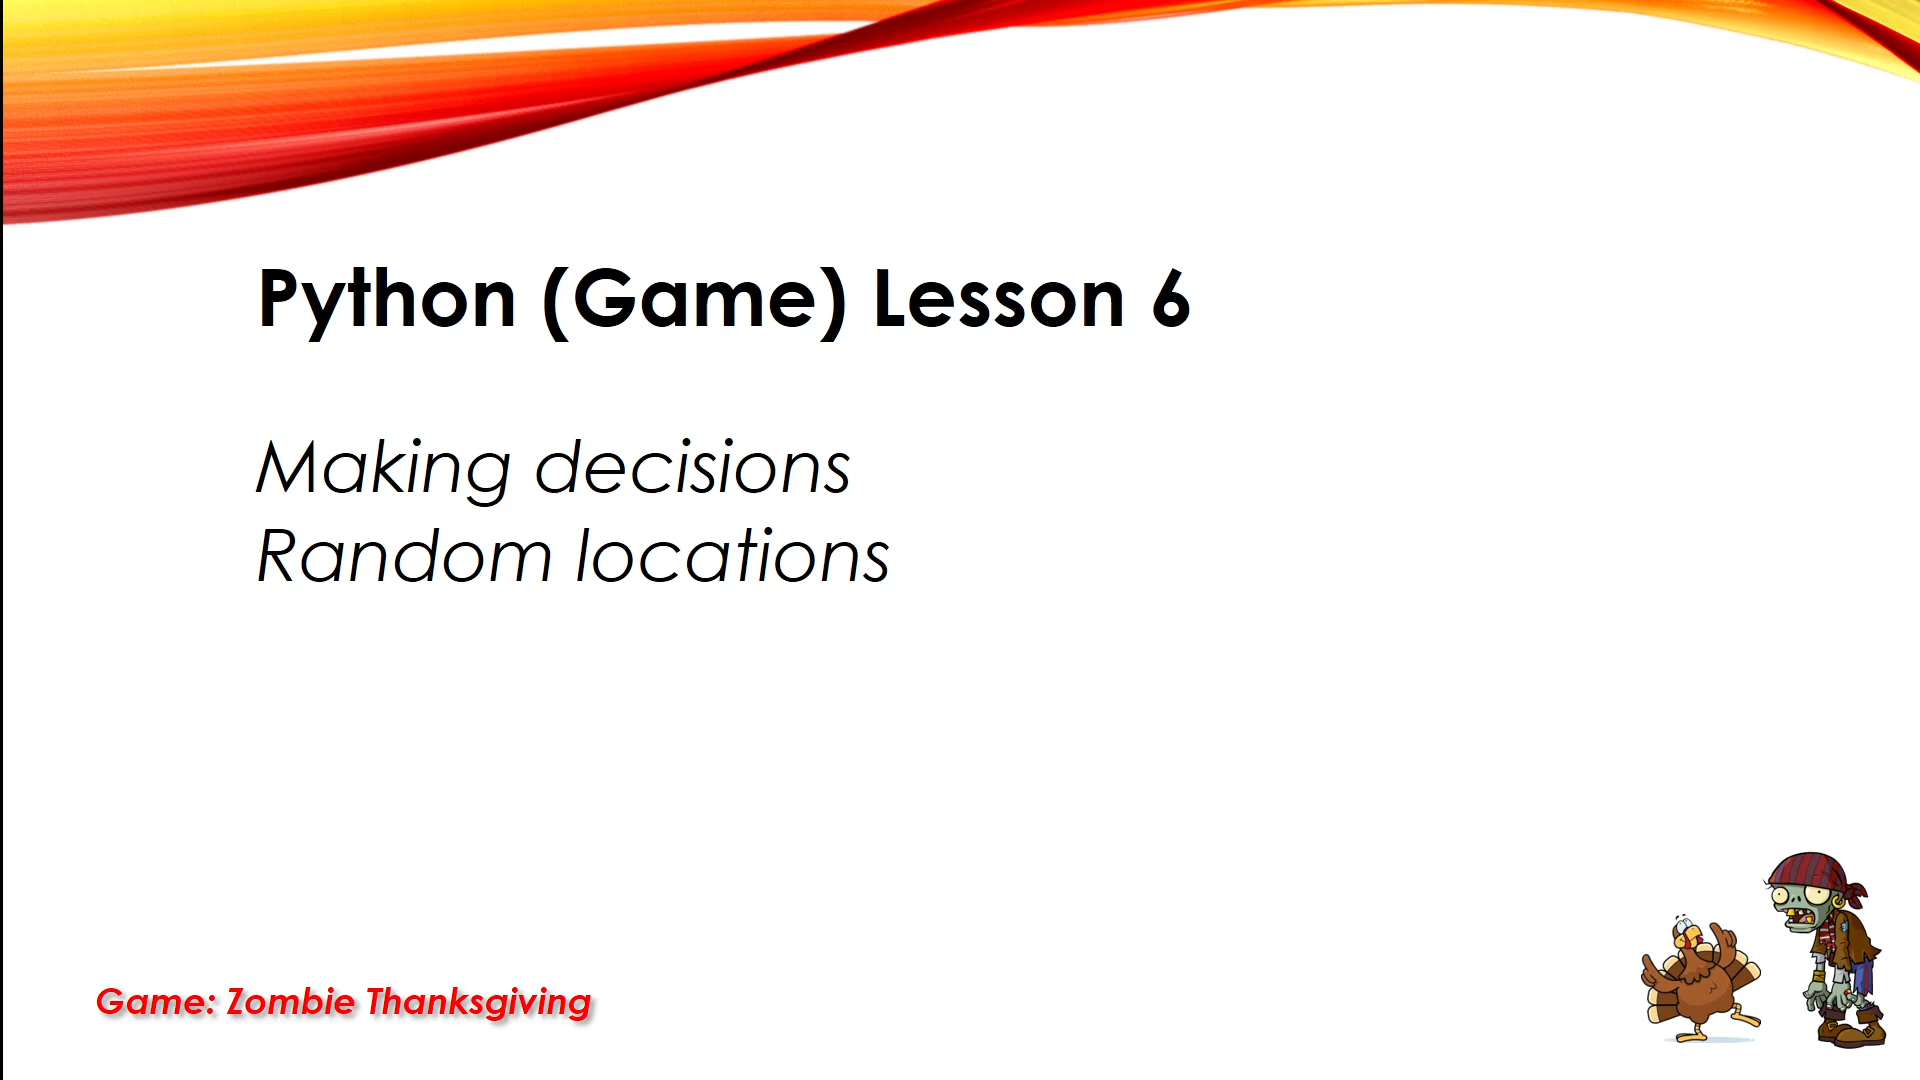 Python (Game) Lesson 6
Making decisions
Random locations
Game: Zombie Thanksgiving